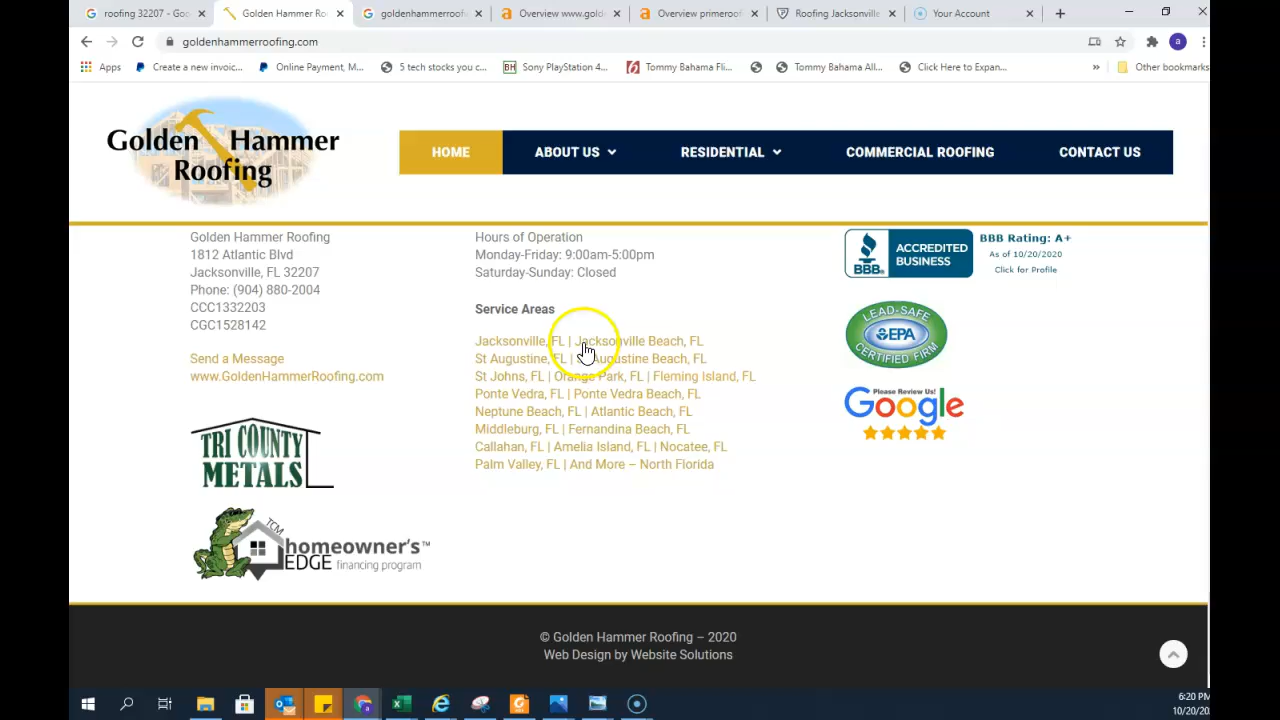 roofing 32207 - Goo
Golden Hammer Ro
goldenhammerroofin
Overview www.gold
Overview primeroof
Roofing Jacksonville
Your Account
goldenhammerroofing.com
a
Apps
Create a new invoic...
Online Payment, M...
5 tech stocks you c...
BH Sony PlayStation 4...
Tommy Bahama Fli...
Tommy Bahama All...
Click Here to Expan...
»
Other bookmarks
Golden Hammer
Roofing
HOME
ABOUT US
RESIDENTIAL
COMMERCIAL ROOFING
CONTACT US
Golden Hammer Roofing
1812 Atlantic Blvd
Jacksonville, FL 32207
Phone: (904) 880-2004
CCC1332203
CGC1528142
Send a Message
www.GoldenHammerRoofing.com
TRI COUNTY
METALS
TCM
homeowner's™
EDGE financing program
Hours of Operation
Monday-Friday: 9:00am-5:00pm
Saturday-Sunday: Closed
Service Areas
Jacksonville, FL | Jacksonville Beach, FL
St Augustine, FL | St Augustine Beach, FL
St Johns, FL | Orange Park, FL | Fleming Island, FL
Ponte Vedra, FL | Ponte Vedra Beach, FL
Neptune Beach, FL | Atlantic Beach, FL
Middleburg, FL | Fernandina Beach, FL
Callahan, FL | Amelia Island, FL | Nocatee, FL
Palm Valley, FL | And More – North Florida
BBB
ACCREDITED
BUSINESS
BBB Rating: A+
As of 10/20/2020
Click for Profile
LEAD-SAFE
EPA
CERTIFIED FIRM
Please Review Us!
Google
© Golden Hammer Roofing – 2020
Web Design by Website Solutions
6:20 PM
10/20/20